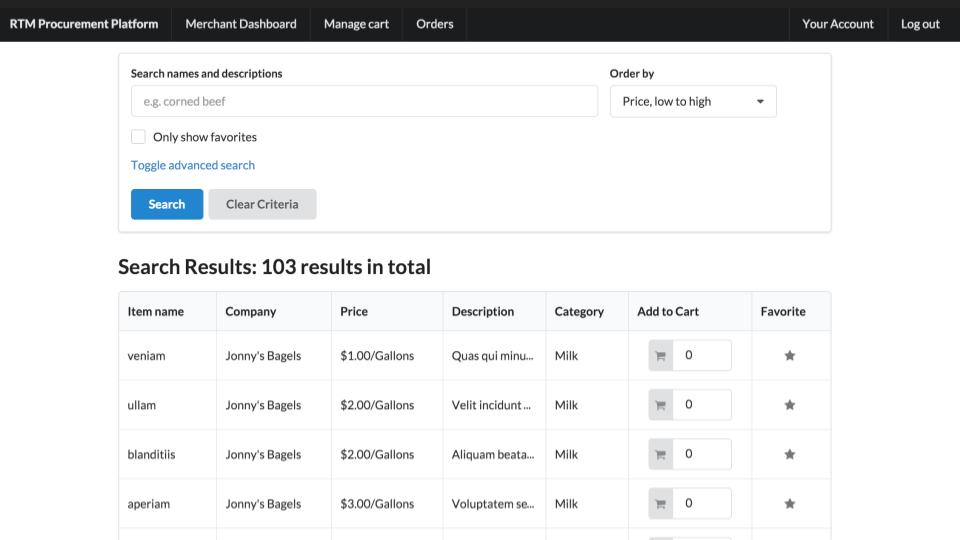 RTM Procurement Platform Merchant Dashboard Manage cart Orders Your Account Log out
Search names and descriptions Order by
e.g. corned beef Price, low to high
Only show favorites
Toggle advanced search
Search Clear Criteria
Search Results: 103 results in total
Item name Company Price Description Category Add to Cart Favorite
veniam Jonny's Bagels $1.00/Gallons Quas qui minu... Milk 0
ullam Jonny's Bagels $2.00/Gallons Velit incidunt ... Milk 0
blanditiis Jonny's Bagels $2.00/Gallons Aliquam beata... Milk 0
aperiam Jonny's Bagels $3.00/Gallons Voluptatem se... Milk 0